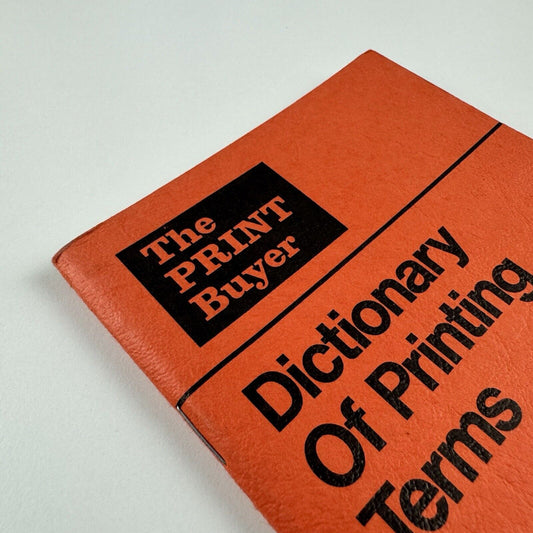 The
PRINT
Buyer
Dictionary
Of Printing
Terms